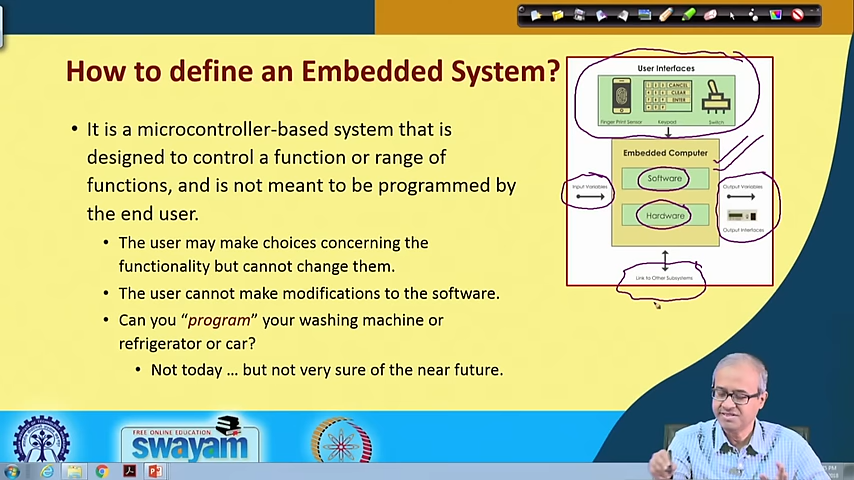 How to define an Embedded System?
• It is a microcontroller-based system that is
designed to control a function or range of
functions, and is not meant to be programmed by
the end user.
• The user may make choices concerning the
functionality but cannot change them.
• The user cannot make modifications to the software.
• Can you “program” your washing machine or
refrigerator or car?
• Not today … but not very sure of the near future.
User Interfaces
CANCEL
CLEAR
ENTER
Finger Print Sensor Keypad Switch
Embedded Computer
Software
Hardware
Input Variables
Output Variables
Output Interfaces
Link to Other Subsystems
FREE ONLINE EDUCATION
swayam